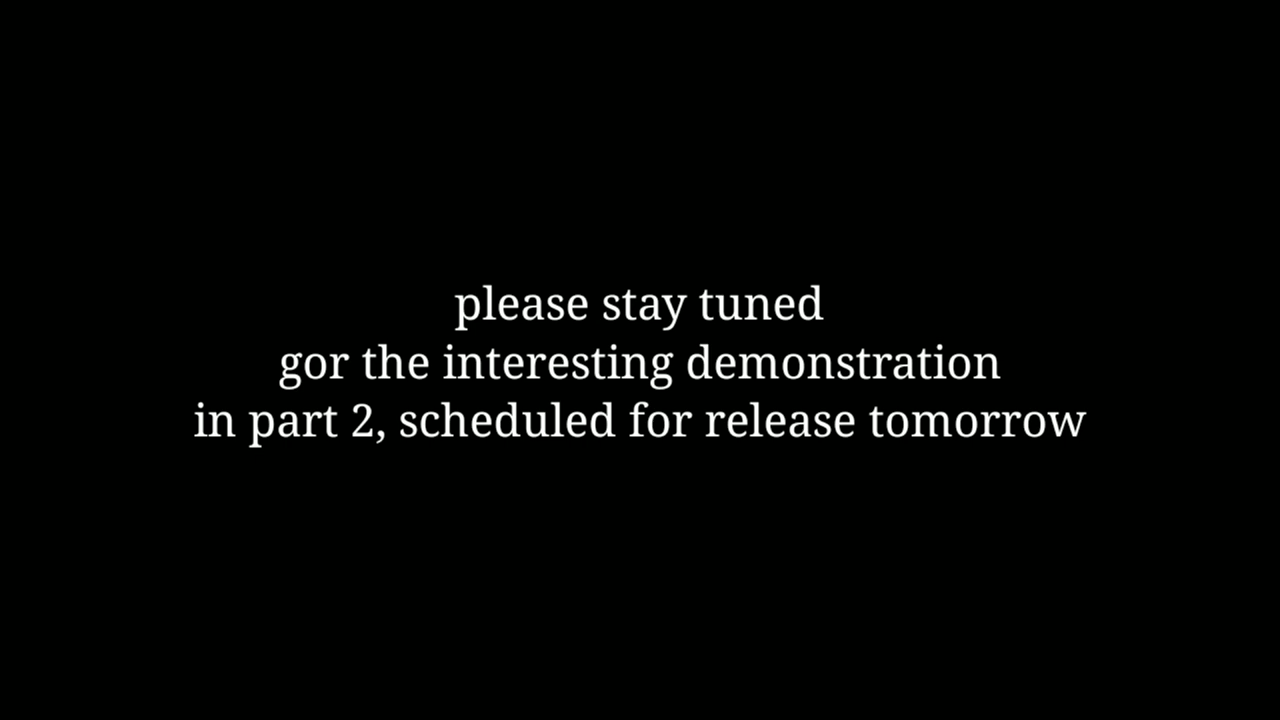 please stay tuned
gor the interesting demonstration
in part 2, scheduled for release tomorrow